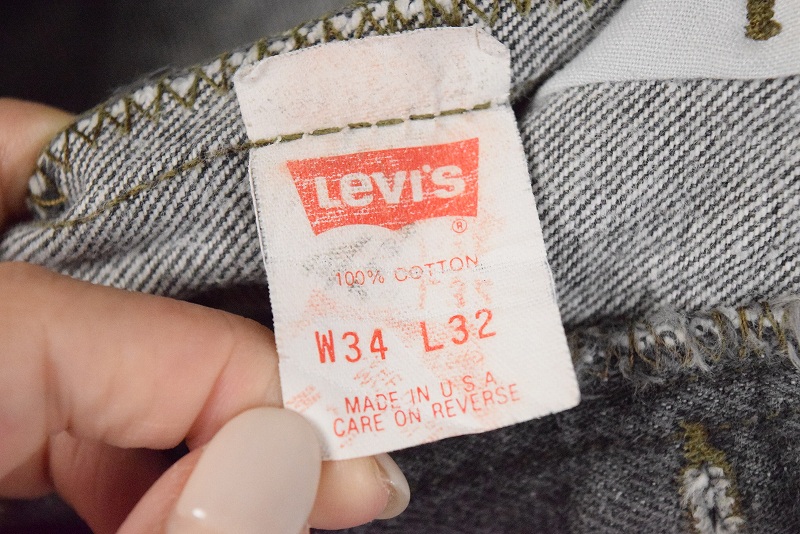 LEVI'S
®
100% COTTON
W34 L32
MADE IN U.S.A
CARE ON REVERSE